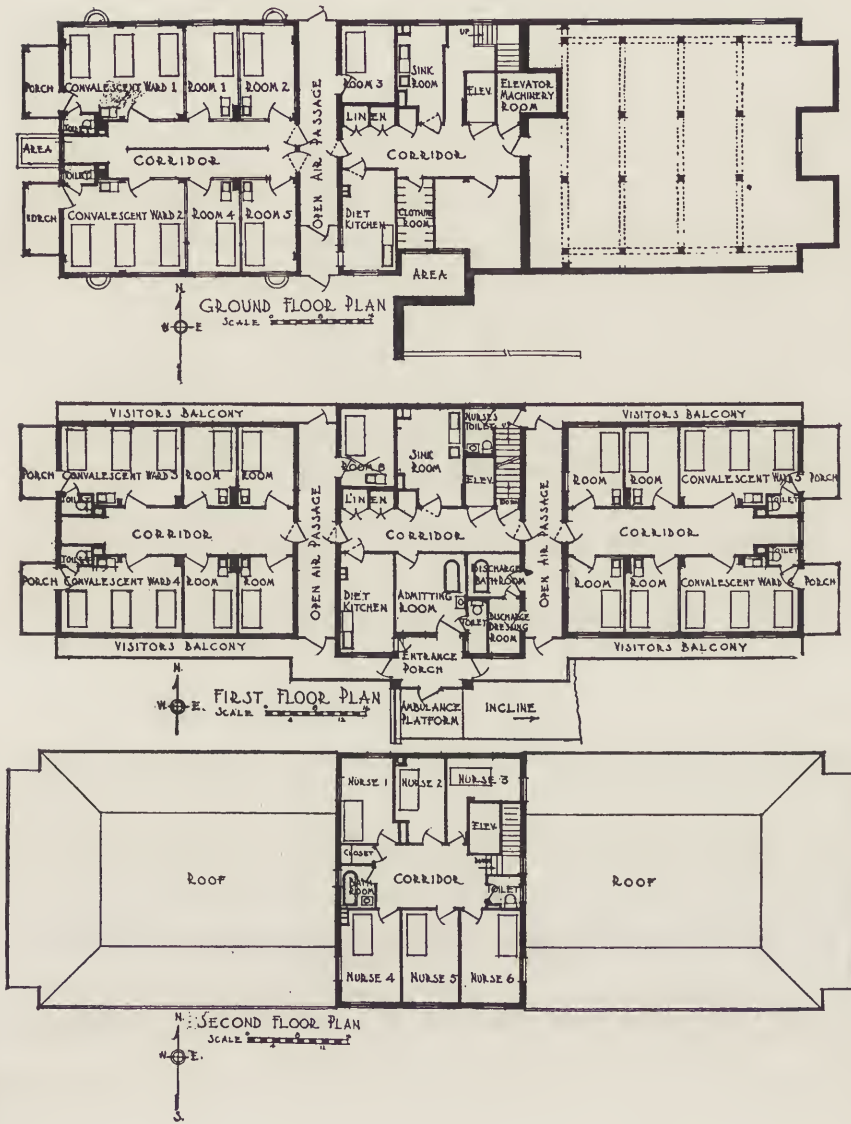 PORCH
CONVALESCENT WARD 1
ROOM 1
ROOM 2
TOILET
AREA
CORRIDOR
TOILET
PORCH
CONVALESCENT WARD 2
ROOM 4
ROOM 5
OPEN AIR PASSAGE
ROOM 3
SINK
ROOM
UP
ELEV.
ELEVATOR
MACHINERY
ROOM
LINEN
CORRIDOR
DIET
KITCHEN
CLOTHING
ROOM
AREA
N.
W E
GROUND FLOOR PLAN
SCALE
VISITORS BALCONY
PORCH
CONVALESCENT WARD 3
ROOM
ROOM
TOILET
CORRIDOR
TOILET
PORCH
CONVALESCENT WARD 4
ROOM
ROOM
VISITORS BALCONY
OPEN AIR PASSAGE
ROOM 8
SINK
ROOM
NURSE'S
TOILET
UP
ELEV.
DOWN
LINEN
CORRIDOR
DIET
KITCHEN
ADMITTING
ROOM
DISCHARGE
BATHROOM
TOILET
DISCHARGE
DRESSING
ROOM
ENTRANCE
PORCH
AMBULANCE
PLATFORM
INCLINE
OPEN AIR PASSAGE
VISITORS BALCONY
ROOM
ROOM
CONVALESCENT WARD 5
PORCH
TOILET
CORRIDOR
TOILET
ROOM
ROOM
CONVALESCENT WARD 6
PORCH
VISITORS BALCONY
N.
W. E.
FIRST FLOOR PLAN
SCALE
4 12
ROOF
NURSE 1
NURSE 2
NURSE 3
ELEV.
CLOSET
DOWN
BATH
ROOM
CORRIDOR
TOILET
NURSE 4
NURSE 5
NURSE 6
ROOF
N.
W. E.
S.
SECOND FLOOR PLAN
SCALE